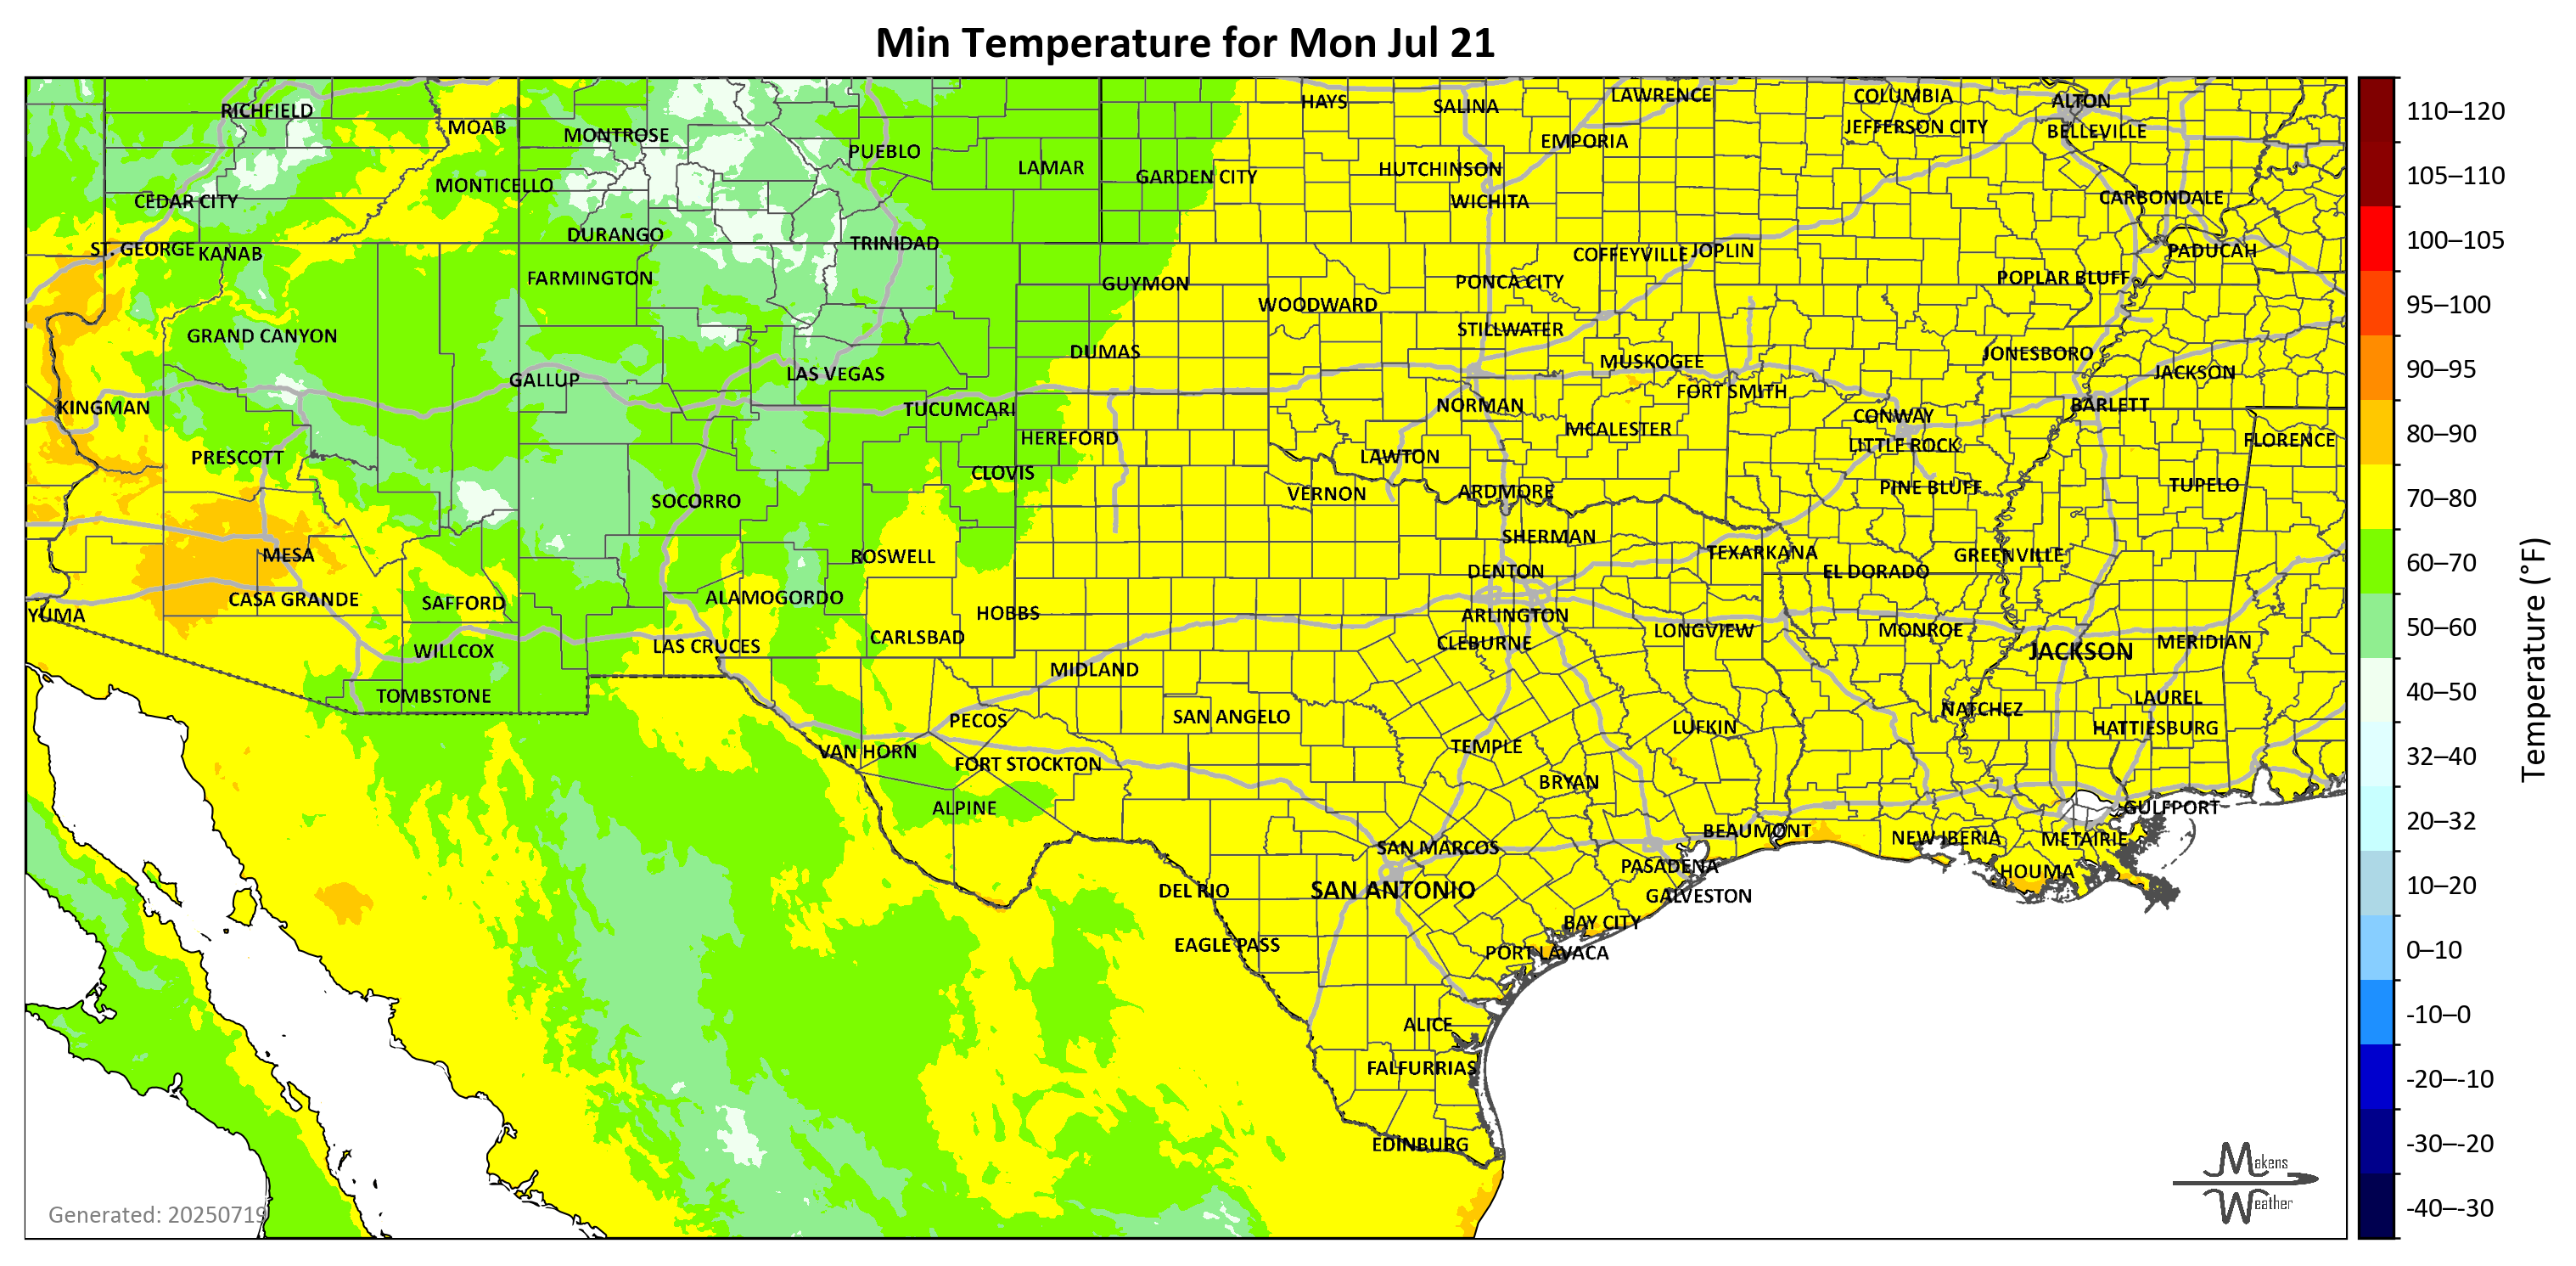 Min Temperature for Mon Jul 21
HAYS
SALINA
LAWRENCE
COLUMBIA
ALTON
RICHFIELD
MOAB
MONTROSE
JEFFERSON CITY
BELLEVILLE
PUEBLO
EMPORIA
LAMAR
GARDEN CITY
HUTCHINSON
MONTICELLO
CEDAR CITY
WICHITA
CARBONDALE
DURANGO
TRINIDAD
ST. GEORGE
KANAB
COFFEYVILLE
JOPLIN
PADUCAH
FARMINGTON
GUYMON
PONCA CITY
POPLAR BLUFF
WOODWARD
GRAND CANYON
STILLWATER
DUMAS
MUSKOGEE
JONESBORO
GALLUP
LAS VEGAS
FORT SMITH
JACKSON
KINGMAN
TUCUMCARI
NORMAN
CONWAY
BARLETT
HEREFORD
MCALESTER
LITTLE ROCK
FLORENCE
PRESCOTT
CLOVIS
LAWTON
SOCORRO
VERNON
ARDMORE
PINE BLUFF
TUPELO
MESA
ROSWELL
SHERMAN
TEXARKANA
GREENVILLE
DENTON
EL DORADO
CASA GRANDE
SAFFORD
ALAMOGORDO
HOBBS
ARLINGTON
YUMA
WILLCOX
LAS CRUCES
CARLSBAD
CLEBURNE
LONGVIEW
MONROE
JACKSON
MERIDIAN
MIDLAND
TOMBSTONE
PECOS
SAN ANGELO
LUFKIN
NATCHEZ
LAUREL
HATTIESBURG
VAN HORN
FORT STOCKTON
TEMPLE
BRYAN
ALPINE
GULFPORT
SAN MARCOS
BEAUMONT
NEW IBERIA
METAIRIE
DEL RIO
SAN ANTONIO
PASADENA
HOUMA
GALVESTON
EAGLE PASS
BAY CITY
PORT LAVACA
ALICE
FALFURRIAS
EDINBURG
Generated: 20250719
Makens
Weather
110–120
105–110
100–105
95–100
90–95
80–90
70–80
60–70
50–60
40–50
32–40
20–32
10–20
0–10
-10–0
-20–-10
-30–-20
-40–-30
Temperature (°F)